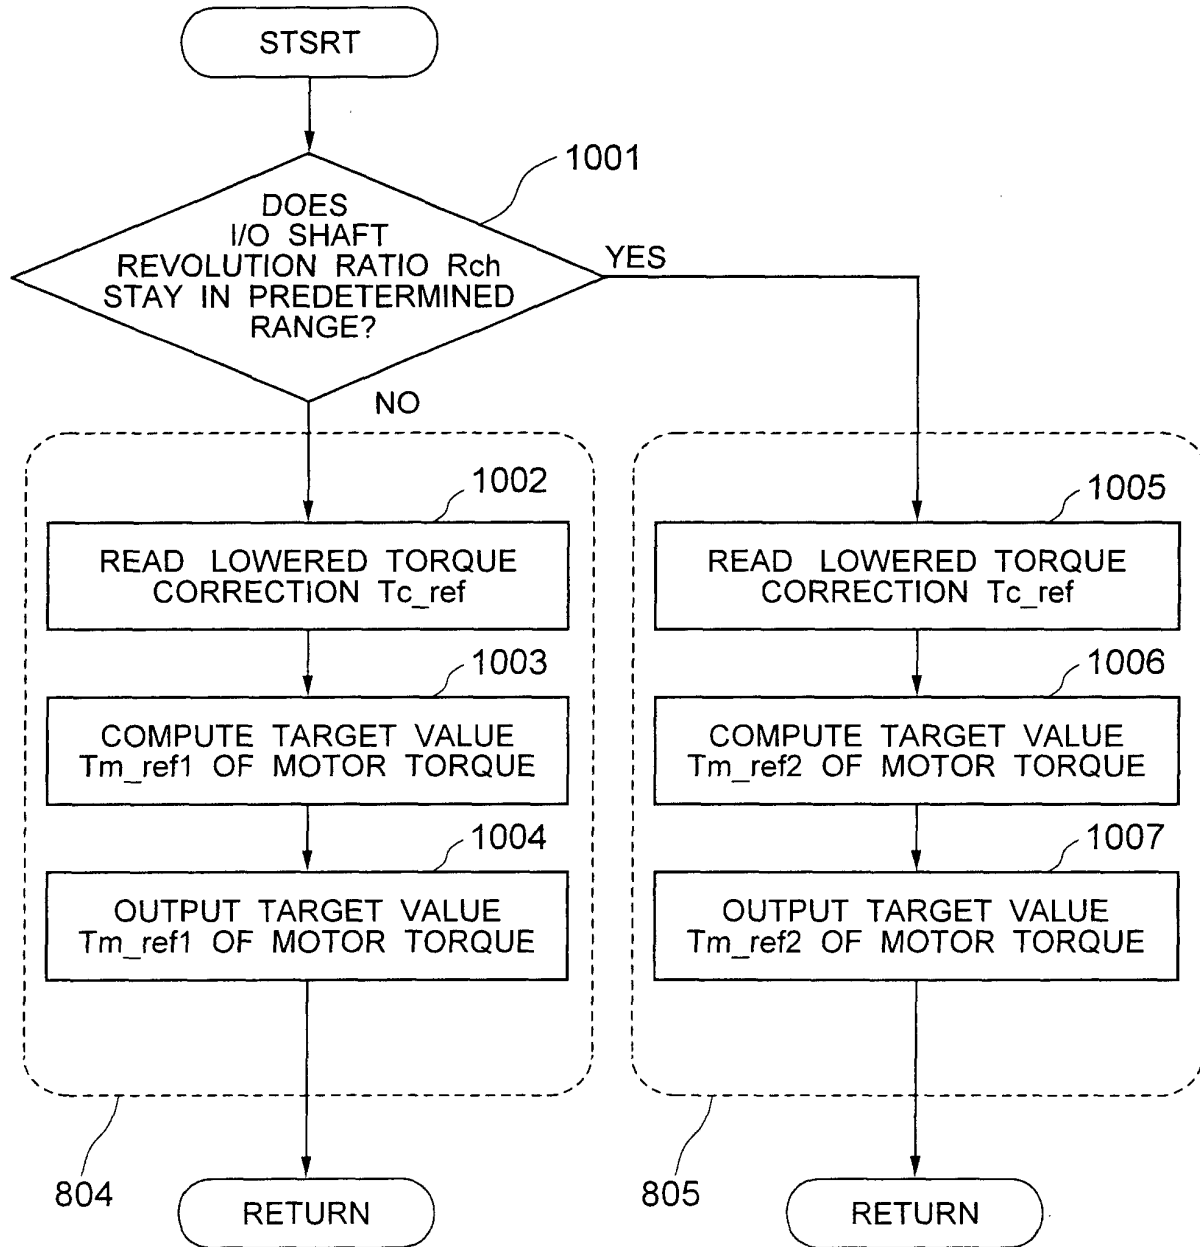 STSRT
1001
DOES
I/O SHAFT
REVOLUTION RATIO Rch
STAY IN PREDETERMINED
RANGE?
YES
NO
1002
READ LOWERED TORQUE
CORRECTION Tc_ref
1003
COMPUTE TARGET VALUE
Tm_ref1 OF MOTOR TORQUE
1004
OUTPUT TARGET VALUE
Tm_ref1 OF MOTOR TORQUE
804
RETURN
1005
READ LOWERED TORQUE
CORRECTION Tc_ref
1006
COMPUTE TARGET VALUE
Tm_ref2 OF MOTOR TORQUE
1007
OUTPUT TARGET VALUE
Tm_ref2 OF MOTOR TORQUE
805
RETURN